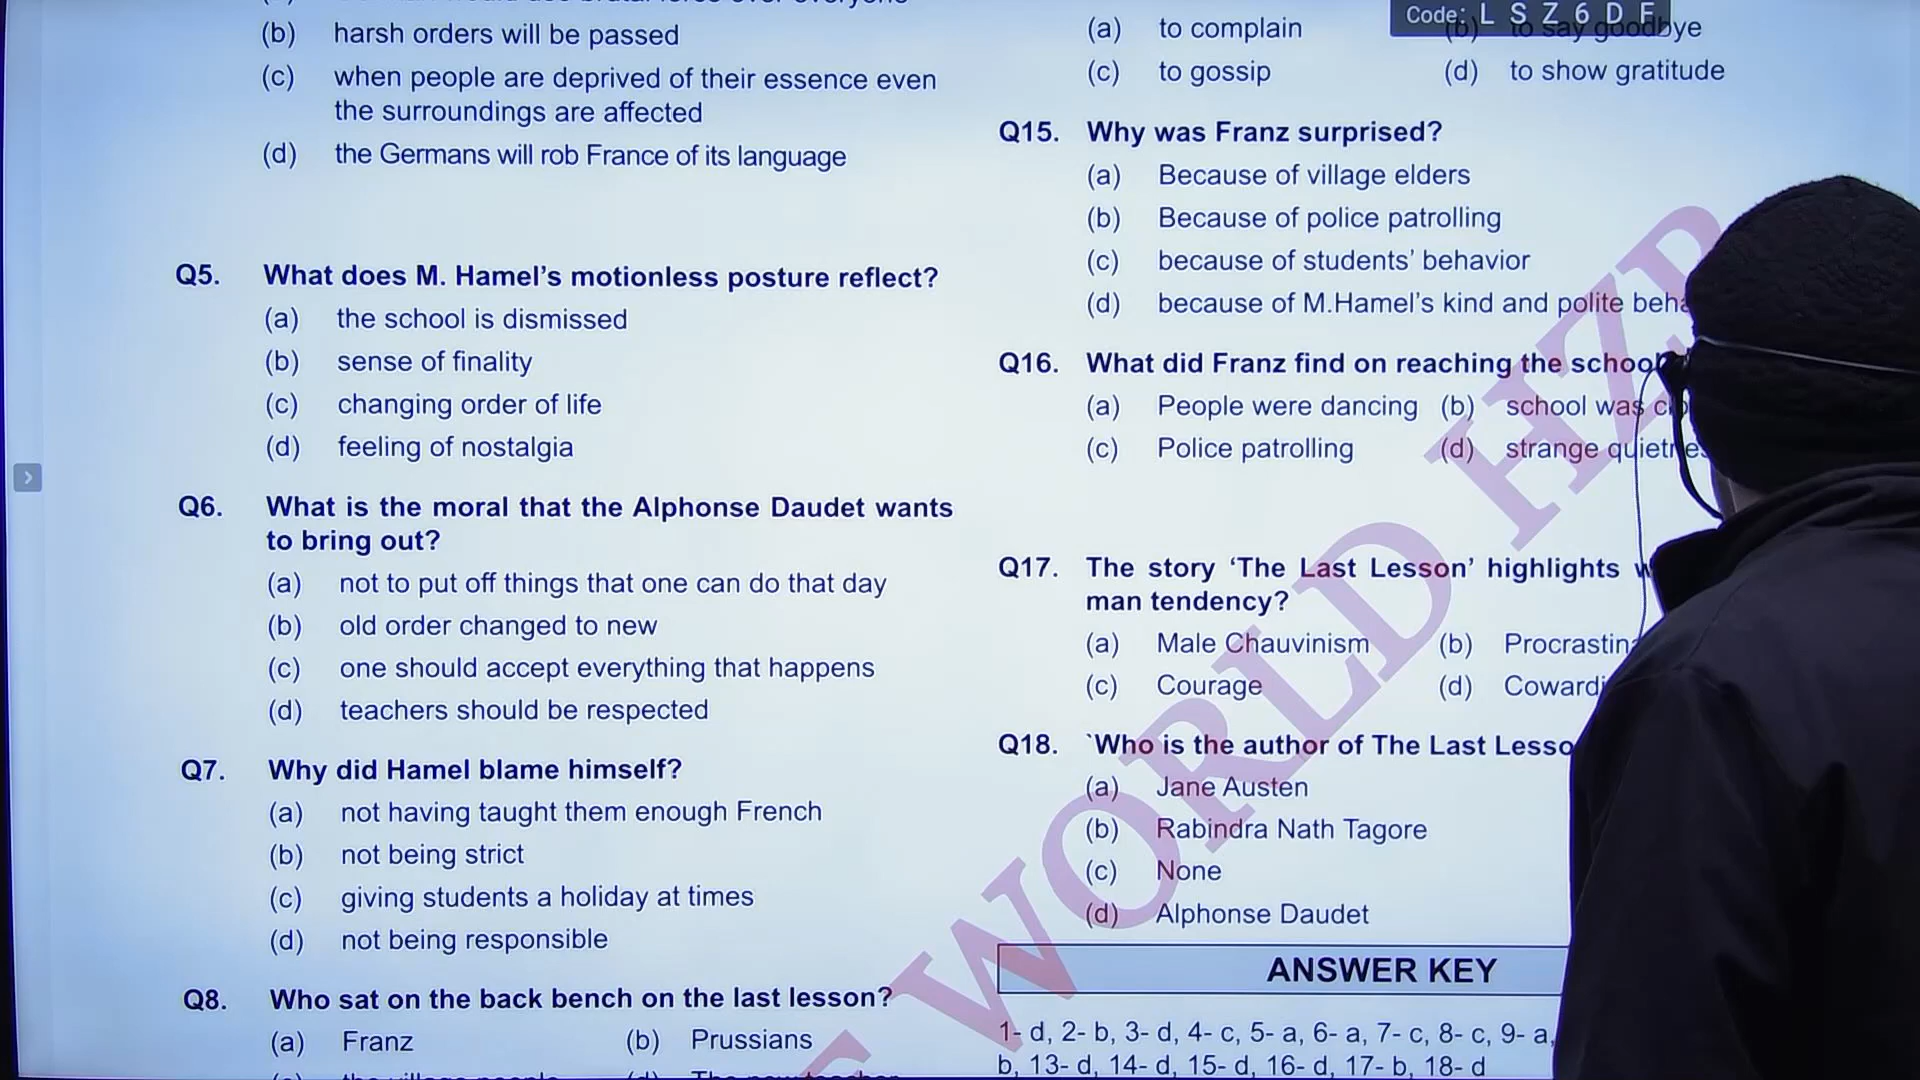 (b) harsh orders will be passed
(c) when people are deprived of their essence even
the surroundings are affected
(d) the Germans will rob France of its language
Q5. What does M. Hamel’s motionless posture reflect?
(a) the school is dismissed
(b) sense of finality
(c) changing order of life
(d) feeling of nostalgia
Q6. What is the moral that the Alphonse Daudet wants
to bring out?
(a) not to put off things that one can do that day
(b) old order changed to new
(c) one should accept everything that happens
(d) teachers should be respected
Q7. Why did Hamel blame himself?
(a) not having taught them enough French
(b) not being strict
(c) giving students a holiday at times
(d) not being responsible
Q8. Who sat on the back bench on the last lesson?
(a) Franz (b) Prussians
Code: L S Z 6 D F
(a) to complain (b) to say goodbye
(c) to gossip (d) to show gratitude
Q15. Why was Franz surprised?
(a) Because of village elders
(b) Because of police patrolling
(c) because of students’ behavior
(d) because of M.Hamel’s kind and polite
Q16. What did Franz find on reaching the school
(a) People were dancing (b) school was
(c) Police patrolling (d) strange
Q17. The story ‘The Last Lesson’ highlights
man tendency?
(a) Male Chauvinism (b)
(c) Courage (d)
Q18. `Who is the author of The Last
(a) Jane Austen
(b) Rabindra Nath Tagore
(c) None
(d) Alphonse Daudet
ANSWER KEY
1- d, 2- b, 3- d, 4- c, 5- a, 6- a, 7- c, 8- c, 9- a,
b, 13- d, 14- d, 15- d, 16- d, 17- b, 18- d
WORLD